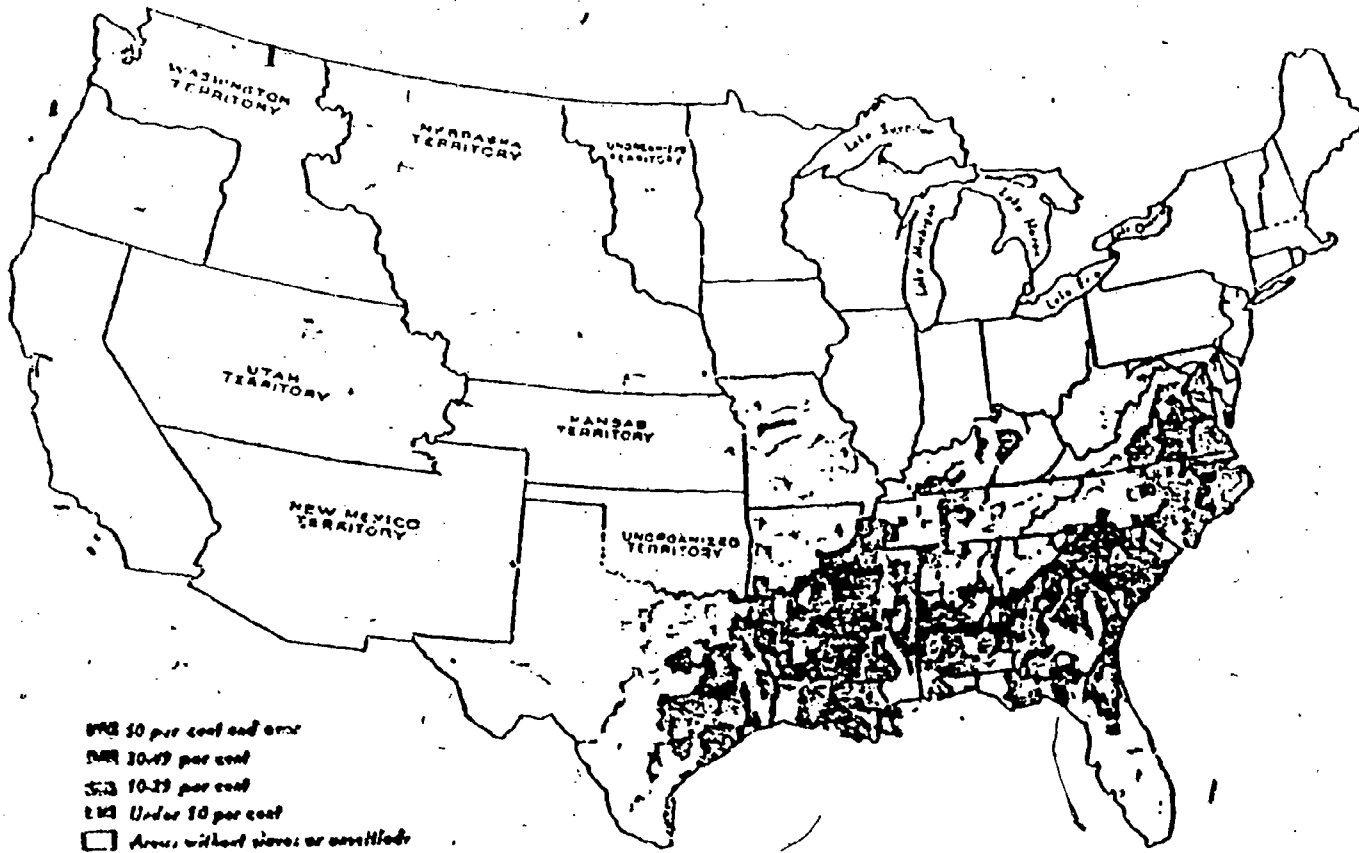 WASHINGTON
TERRITORY
NEBRASKA
TERRITORY
UNORGANIZED
TERRITORY
Lake Superior
Lake Michigan
Lake Huron
Lake Erie
UTAH
TERRITORY
KANSAS
TERRITORY
NEW MEXICO
TERRITORY
UNORGANIZED
TERRITORY
50 per cent and over
30-49 per cent
10-29 per cent
Under 10 per cent
Areas without slaves or unsettled